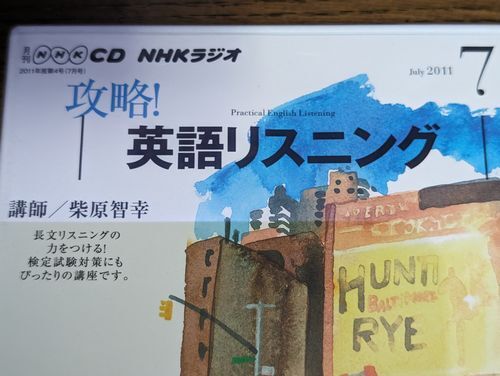 月刊 NHK CD NHKラジオ
2011年度第4号(7月号)
July 2011 7
攻略!
Practical English Listening
英語リスニング
講師／柴原智幸
長文リスニングの
力をつける!
検定試験対策にも
ぴったりの講座です。
HUNT
BALTIMORE
RYE